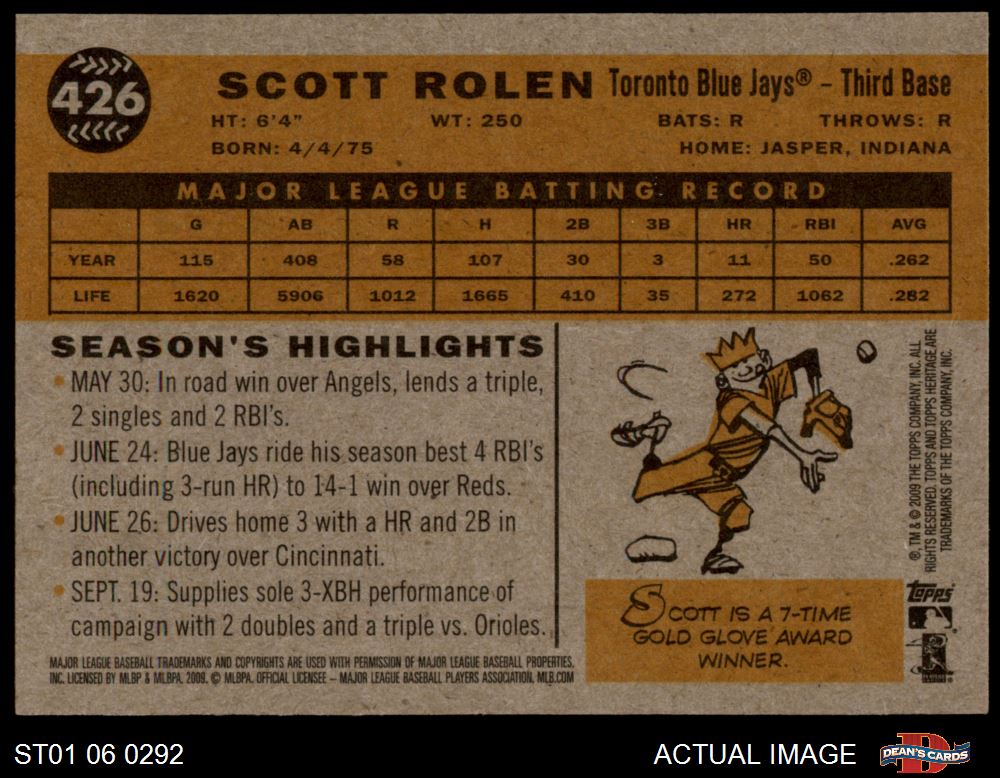 426
SCOTT ROLEN Toronto Blue Jays® – Third Base
HT: 6'4" WT: 250 BATS: R THROWS: R
BORN: 4/4/75 HOME: JASPER, INDIANA
MAJOR LEAGUE BATTING RECORD
G AB R H 2B 3B HR RBI AVG
YEAR 115 408 58 107 30 3 11 50 .262
LIFE 1620 5906 1012 1665 410 35 272 1062 .282
SEASON'S HIGHLIGHTS
• MAY 30: In road win over Angels, lends a triple,
2 singles and 2 RBI's.
• JUNE 24: Blue Jays ride his season best 4 RBI's
(including 3-run HR) to 14-1 win over Reds.
• JUNE 26: Drives home 3 with a HR and 2B in
another victory over Cincinnati.
• SEPT. 19: Supplies sole 3-XBH performance of
campaign with 2 doubles and a triple vs. Orioles.
MAJOR LEAGUE BASEBALL TRADEMARKS AND COPYRIGHTS ARE USED WITH PERMISSION OF MAJOR LEAGUE BASEBALL PROPERTIES,
INC. LICENSED BY MLBP & MLBPA, 2009. © MLBPA. OFFICIAL LICENSEE – MAJOR LEAGUE BASEBALL PLAYERS ASSOCIATION, MLB.COM
SCOTT IS A 7-TIME
GOLD GLOVE AWARD
WINNER.
®, TM & © 2009 THE TOPPS COMPANY, INC. ALL
RIGHTS RESERVED. TOPPS AND TOPPS HERITAGE ARE
TRADEMARKS OF THE TOPPS COMPANY, INC.
topps
ST01 06 0292 ACTUAL IMAGE DEAN'S CARDS